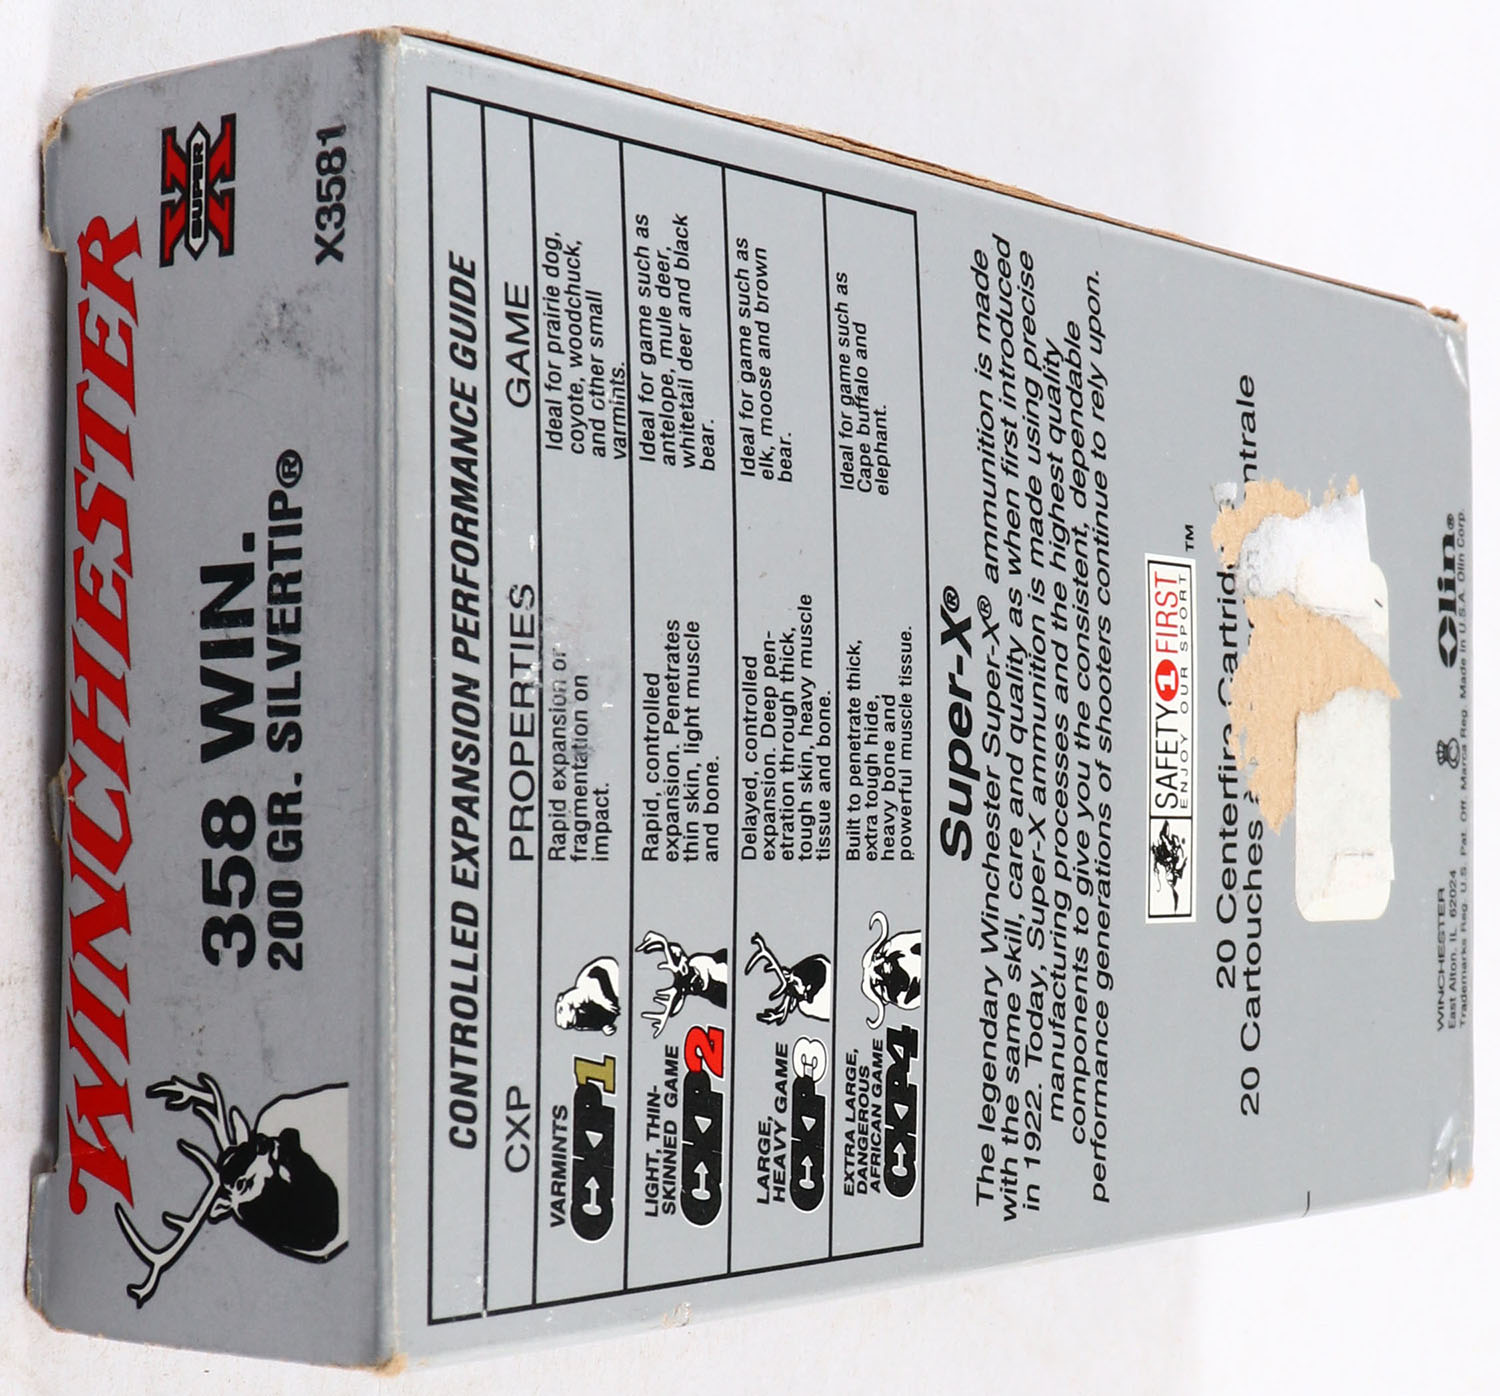 WINCHESTER
SUPER X
358 WIN.
200 GR. SILVERTIP®
X3581
CONTROLLED EXPANSION PERFORMANCE GUIDE
CXP PROPERTIES GAME
VARMINTS
CXP1
Rapid expansion or
fragmentation on
impact.
Ideal for prairie dog,
coyote, woodchuck,
and other small
varmints.
LIGHT, THIN-
SKINNED GAME
CXP2
Rapid, controlled
expansion. Penetrates
thin skin, light muscle
and bone.
Ideal for game such as
antelope, mule deer,
whitetail deer and black
bear.
LARGE,
HEAVY GAME
CXP3
Delayed, controlled
expansion. Deep pen-
etration through thick,
tough skin, heavy muscle
tissue and bone.
Ideal for game such as
elk, moose and brown
bear.
EXTRA LARGE,
DANGEROUS
AFRICAN GAME
CXP4
Built to penetrate thick,
extra tough hide,
heavy bone and
powerful muscle tissue.
Ideal for game such as
Cape buffalo and
elephant.
Super-X®
The legendary Winchester Super-X® ammunition is made
with the same skill, care and quality as when first introduced
in 1922. Today, Super-X ammunition is made using precise
manufacturing processes and the highest quality
components to give you the consistent, dependable
performance generations of shooters continue to rely upon.
SAFETY 1 FIRST
ENJOY OUR SPORT
TM
20 Centerfire
20 Cartouches
WINCHESTER
East Alton, IL 62024
Trademarks Reg. U.S. Pat. Off. Marca Reg. Made in U.S.A. Olin Corp.
Olin®